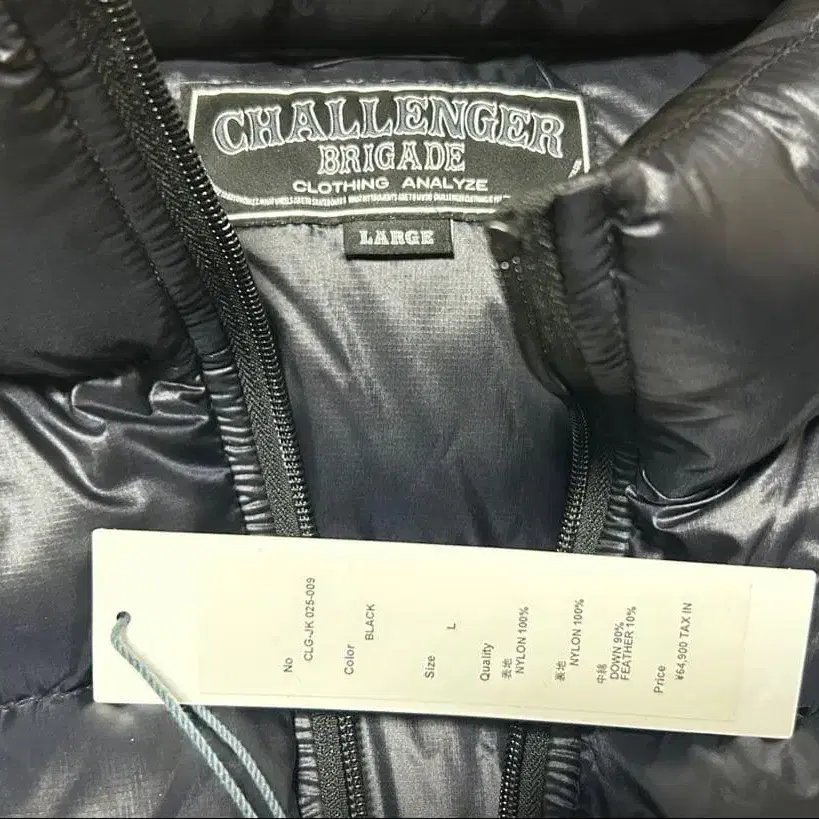 CHALLENGER
BRIGADE
CLOTHING ANALYZE
LARGE
No
CLG-JK 025-009
Color
BLACK
Size
L
Quality
表地
NYLON 100%
表地
NYLON 100%
中綿
DOWN 90%
FEATHER 10%
Price
¥64,900 TAX IN